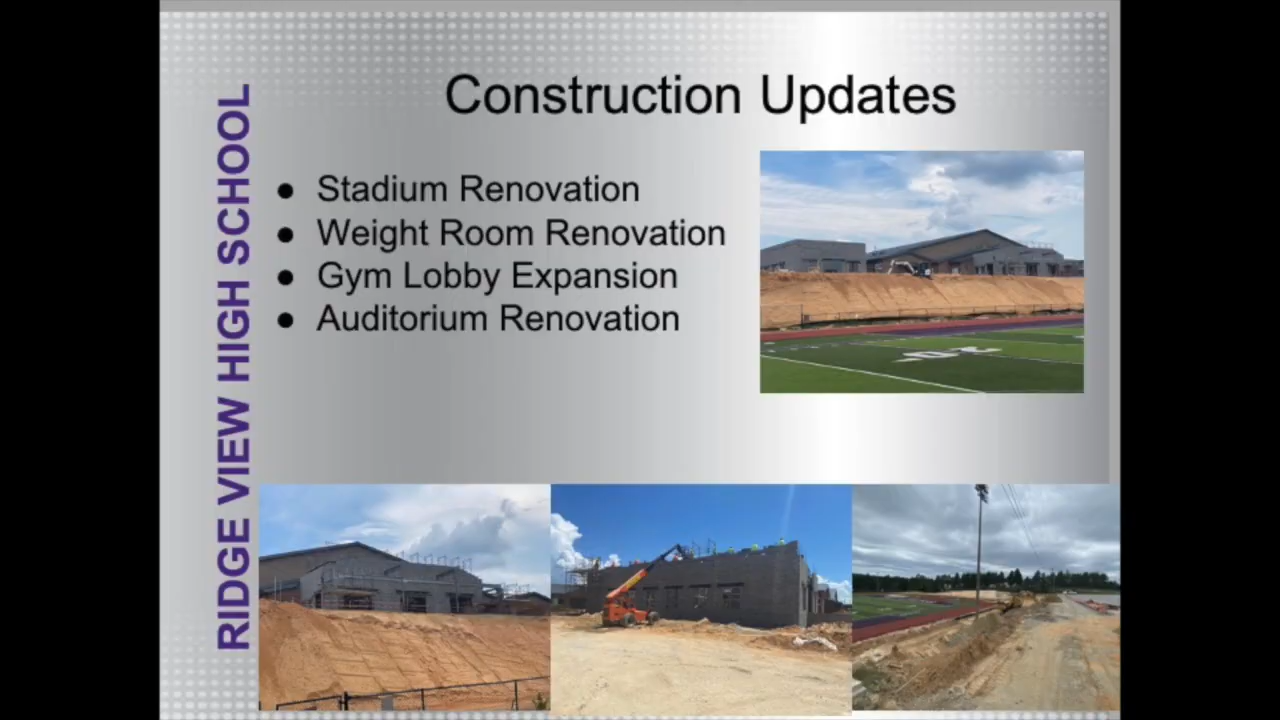 Construction Updates
RIDGE VIEW HIGH SCHOOL
● Stadium Renovation
● Weight Room Renovation
● Gym Lobby Expansion
● Auditorium Renovation